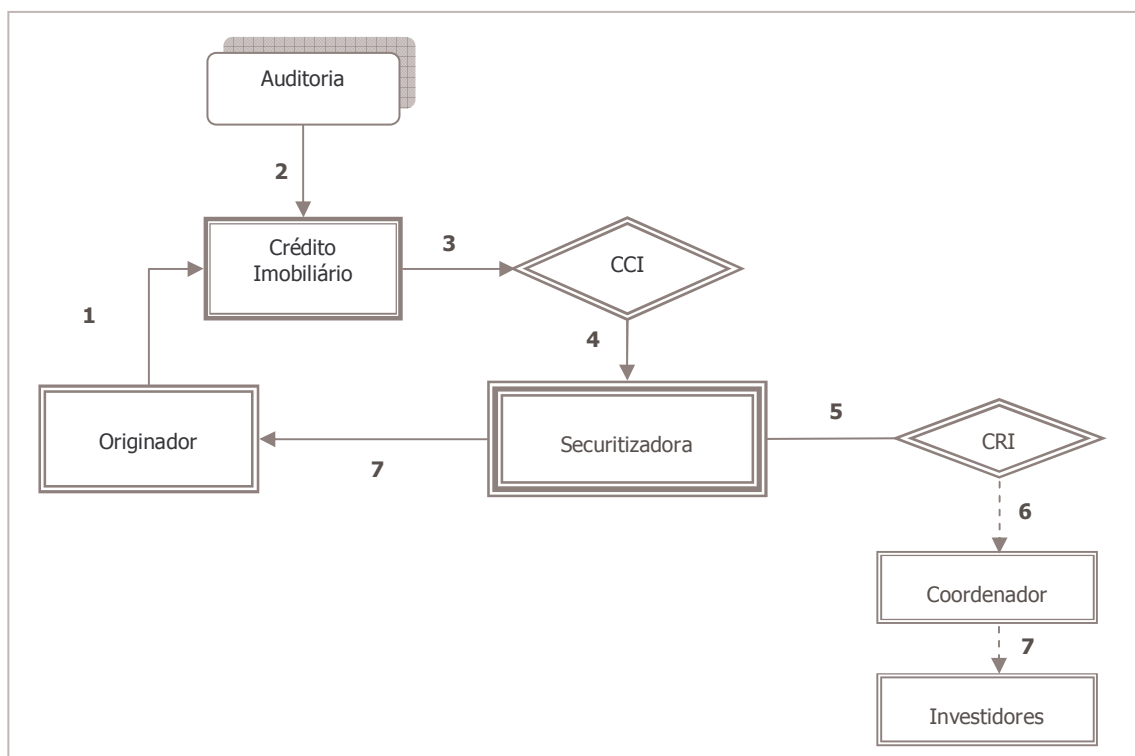 Auditoria
2
Crédito
Imobiliário
3
CCI
1
4
Originador
7
Securitizadora
5
CRI
6
Coordenador
7
Investidores